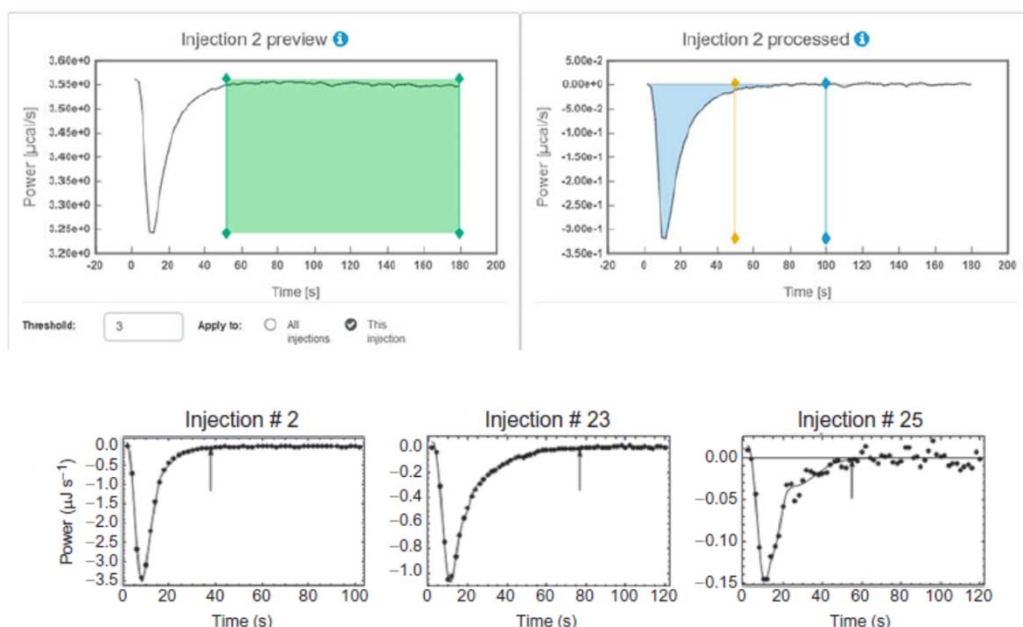 Injection 2 preview
Injection 2 processed
Power [µcal/s]
3.60e+0
3.55e+0
3.50e+0
3.45e+0
3.40e+0
3.35e+0
3.30e+0
3.25e+0
3.20e+0
-20 0 20 40 60 80 100 120 140 160 180 200
Time [s]
Power [µcal/s]
5.00e-2
0.00e+0
-5.00e-2
-1.00e-1
-1.50e-1
-2.00e-1
-2.50e-1
-3.00e-1
-3.50e-1
-20 0 20 40 60 80 100 120 140 160 180 200
Time [s]
Threshold: 3 Apply to: All injections This injection
Injection # 2
Power (µJ s⁻¹)
0.0
−0.5
−1.0
−1.5
−2.0
−2.5
−3.0
−3.5
0 20 40 60 80 100
Time (s)
Injection # 23
0.0
−0.2
−0.4
−0.6
−0.8
−1.0
0 20 40 60 80 100 120
Time (s)
Injection # 25
0.00
−0.05
−0.10
−0.15
0 20 40 60 80 100 120
Time (s)